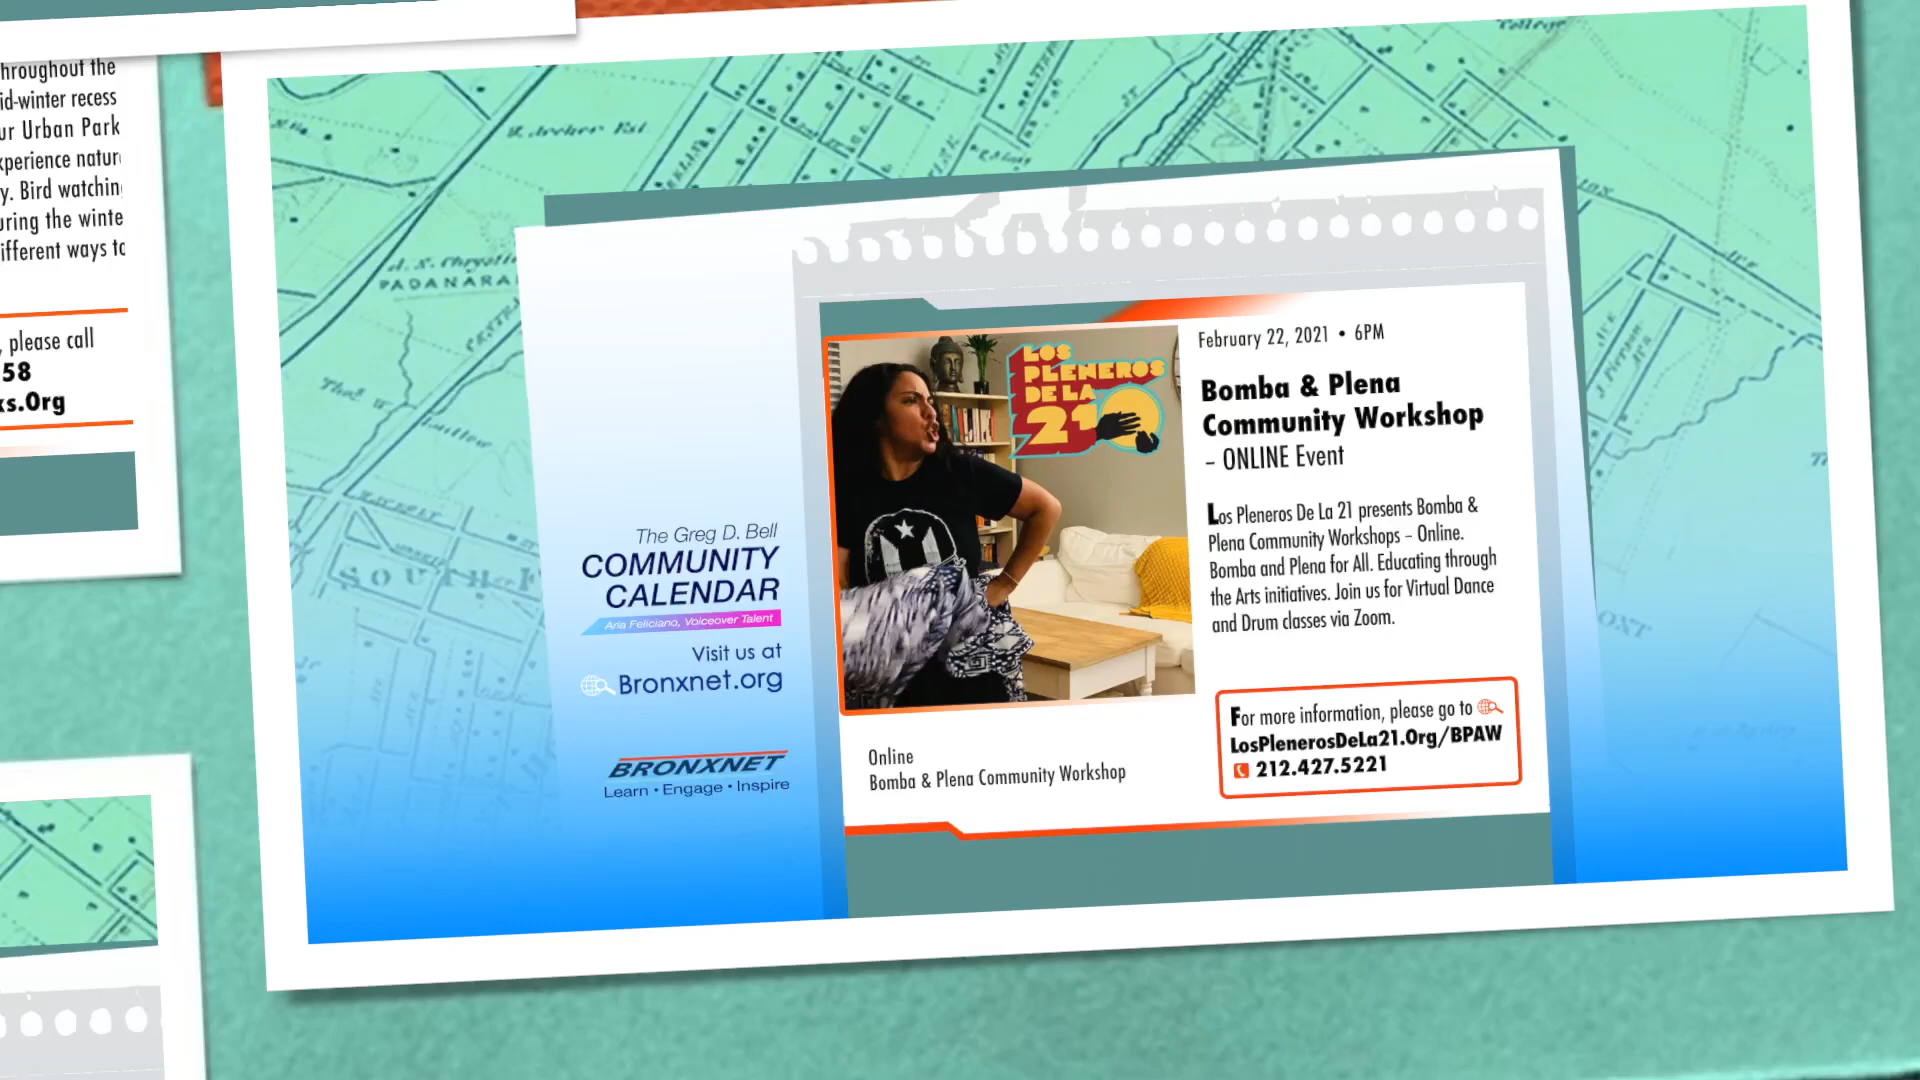 hroughout the
id-winter recess
ur Urban Park
xperience natur
y. Bird watchin
uring the winte
ifferent ways to
, please call
58
ks.Org
The Greg D. Bell
COMMUNITY
CALENDAR
Aria Feliciano, Voiceover Talent
Visit us at
Bronxnet.org
BRONXNET
Learn • Engage • Inspire
LOS
PLENEROS
DE LA
21
February 22, 2021 • 6PM
Bomba & Plena
Community Workshop
– ONLINE Event
Los Pleneros De La 21 presents Bomba &
Plena Community Workshops – Online.
Bomba and Plena for All. Educating through
the Arts initiatives. Join us for Virtual Dance
and Drum classes via Zoom.
Online
Bomba & Plena Community Workshop
For more information, please go to
LosPlenerosDeLa21.Org/BPAW
212.427.5221
College
PADANARA